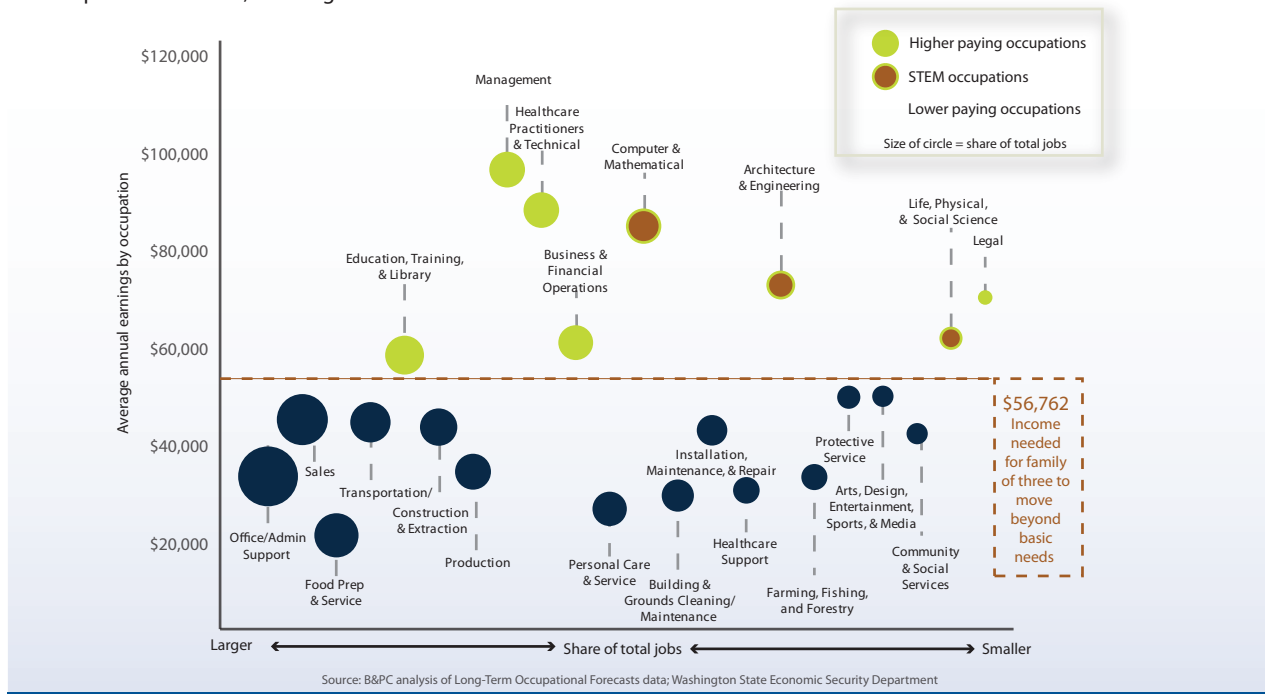 $120,000
$100,000
$80,000
$60,000
$40,000
$20,000
Average annual earnings by occupation
Higher paying occupations
STEM occupations
Lower paying occupations
Size of circle = share of total jobs
Management
Healthcare
Practitioners
& Technical
Computer &
Mathematical
Architecture
& Engineering
Life, Physical,
& Social Science
Legal
Education, Training,
& Library
Business &
Financial
Operations
Sales
Office/Admin
Support
Food Prep
& Service
Transportation/
Construction
& Extraction
Production
Personal Care
& Service
Building &
Grounds Cleaning/
Maintenance
Installation,
Maintenance, & Repair
Healthcare
Support
Farming, Fishing,
and Forestry
Protective
Service
Arts, Design,
Entertainment,
Sports, & Media
Community
& Social
Services
$56,762
Income
needed
for family
of three to
move
beyond
basic
needs
Larger
Share of total jobs
Smaller
Source: B&PC analysis of Long-Term Occupational Forecasts data; Washington State Economic Security Department